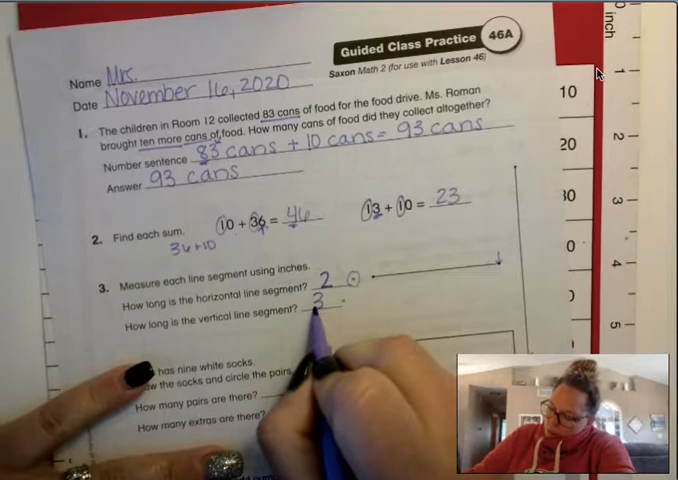 Guided Class Practice 46A
Saxon Math 2 (for use with Lesson 46)
Name Mrs.
Date November 16, 2020
1. The children in Room 12 collected 83 cans of food for the food drive. Ms. Roman
brought ten more cans of food. How many cans of food did they collect altogether?
Number sentence 83 cans + 10 cans = 93 cans
Answer 93 cans
2. Find each sum. 10 + 36 = 46 13 + 10 = 23
36+10
3. Measure each line segment using inches.
How long is the horizontal line segment? 2
How long is the vertical line segment? 3
has nine white socks.
the socks and circle the pairs
How many pairs are there?
How many extras are there?
10
20
0
0
inch
1
2
3
4
5